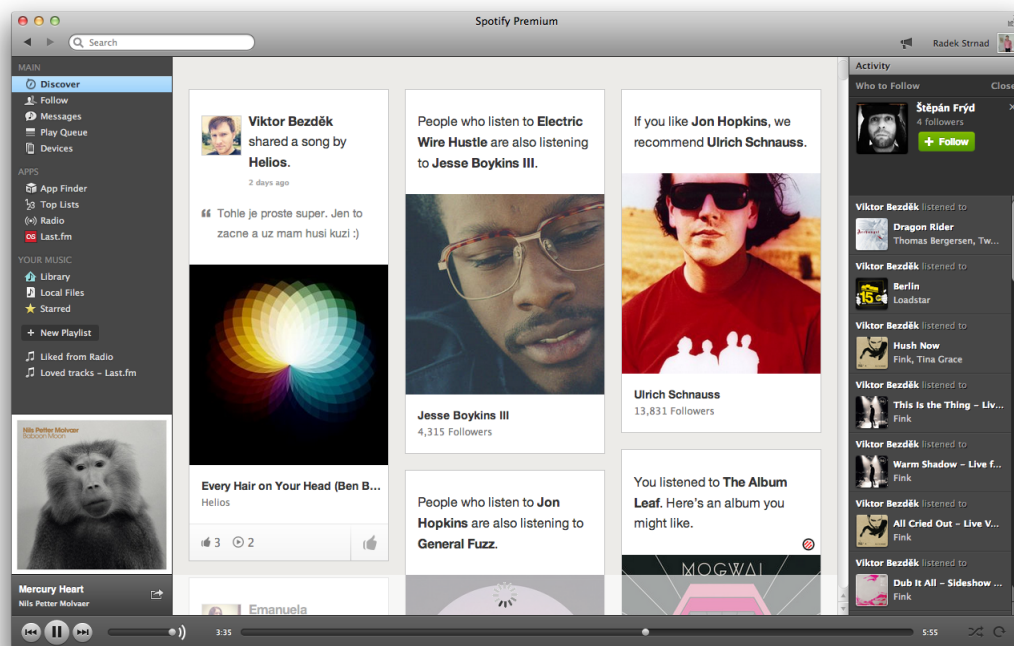 Spotify Premium
Search
Radek Strnad
MAIN
Discover
Follow
Messages
Play Queue
Devices
APPS
App Finder
Top Lists
Radio
Last.fm
YOUR MUSIC
Library
Local Files
Starred
+ New Playlist
Liked from Radio
Loved tracks – Last.fm
Nils Petter Molvær
Baboon Moon
Mercury Heart
Nils Petter Molvaer
Viktor Bezděk
shared a song by
Helios.
2 days ago
Tohle je proste super. Jen to
zacne a uz mam husi kuzi :)
Every Hair on Your Head (Ben B...
Helios
3
2
Emanuela
People who listen to Electric
Wire Hustle are also listening
to Jesse Boykins III.
Jesse Boykins III
4,315 Followers
People who listen to Jon
Hopkins are also listening to
General Fuzz.
If you like Jon Hopkins, we
recommend Ulrich Schnauss.
Ulrich Schnauss
13,831 Followers
You listened to The Album
Leaf. Here's an album you
might like.
MOGWAI
Activity
Who to Follow
Close
Štěpán Frýd
4 followers
+ Follow
Viktor Bezděk listened to
Dragon Rider
Thomas Bergersen, Tw...
Viktor Bezděk listened to
Berlin
Loadstar
Viktor Bezděk listened to
Hush Now
Fink, Tina Grace
Viktor Bezděk listened to
This Is the Thing – Liv...
Fink
Viktor Bezděk listened to
Warm Shadow – Live f...
Fink
Viktor Bezděk listened to
All Cried Out – Live V...
Fink
Viktor Bezděk listened to
Dub It All – Sideshow ...
Fink
3:35
5:55